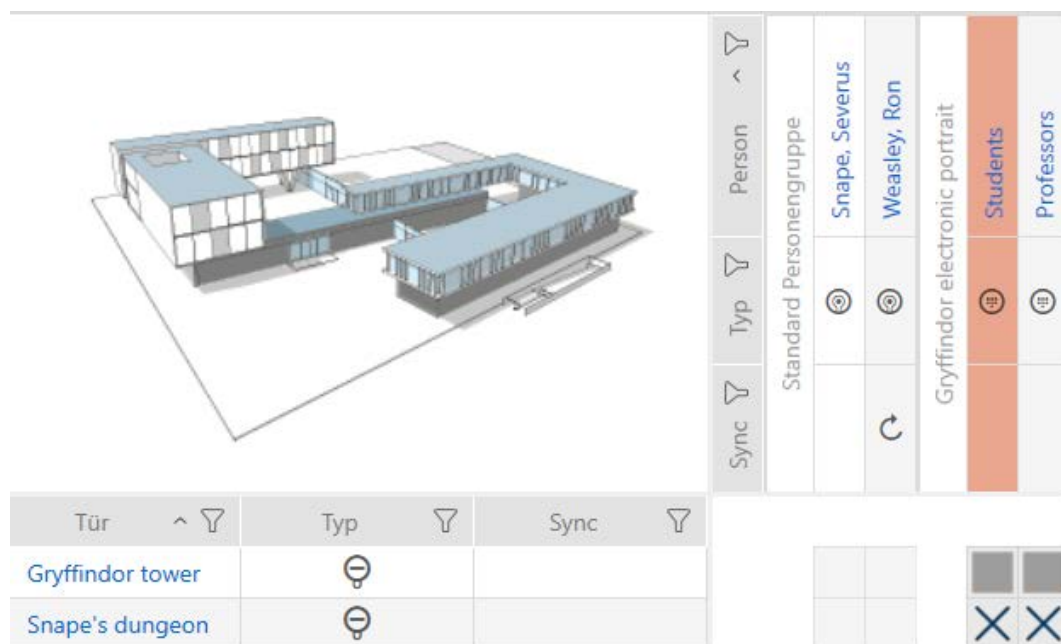 Person
Typ
Sync
Standard Personengruppe
Snape, Severus
Weasley, Ron
Gryffindor electronic portrait
Students
Professors
Tür
Typ
Sync
Gryffindor tower
Snape's dungeon